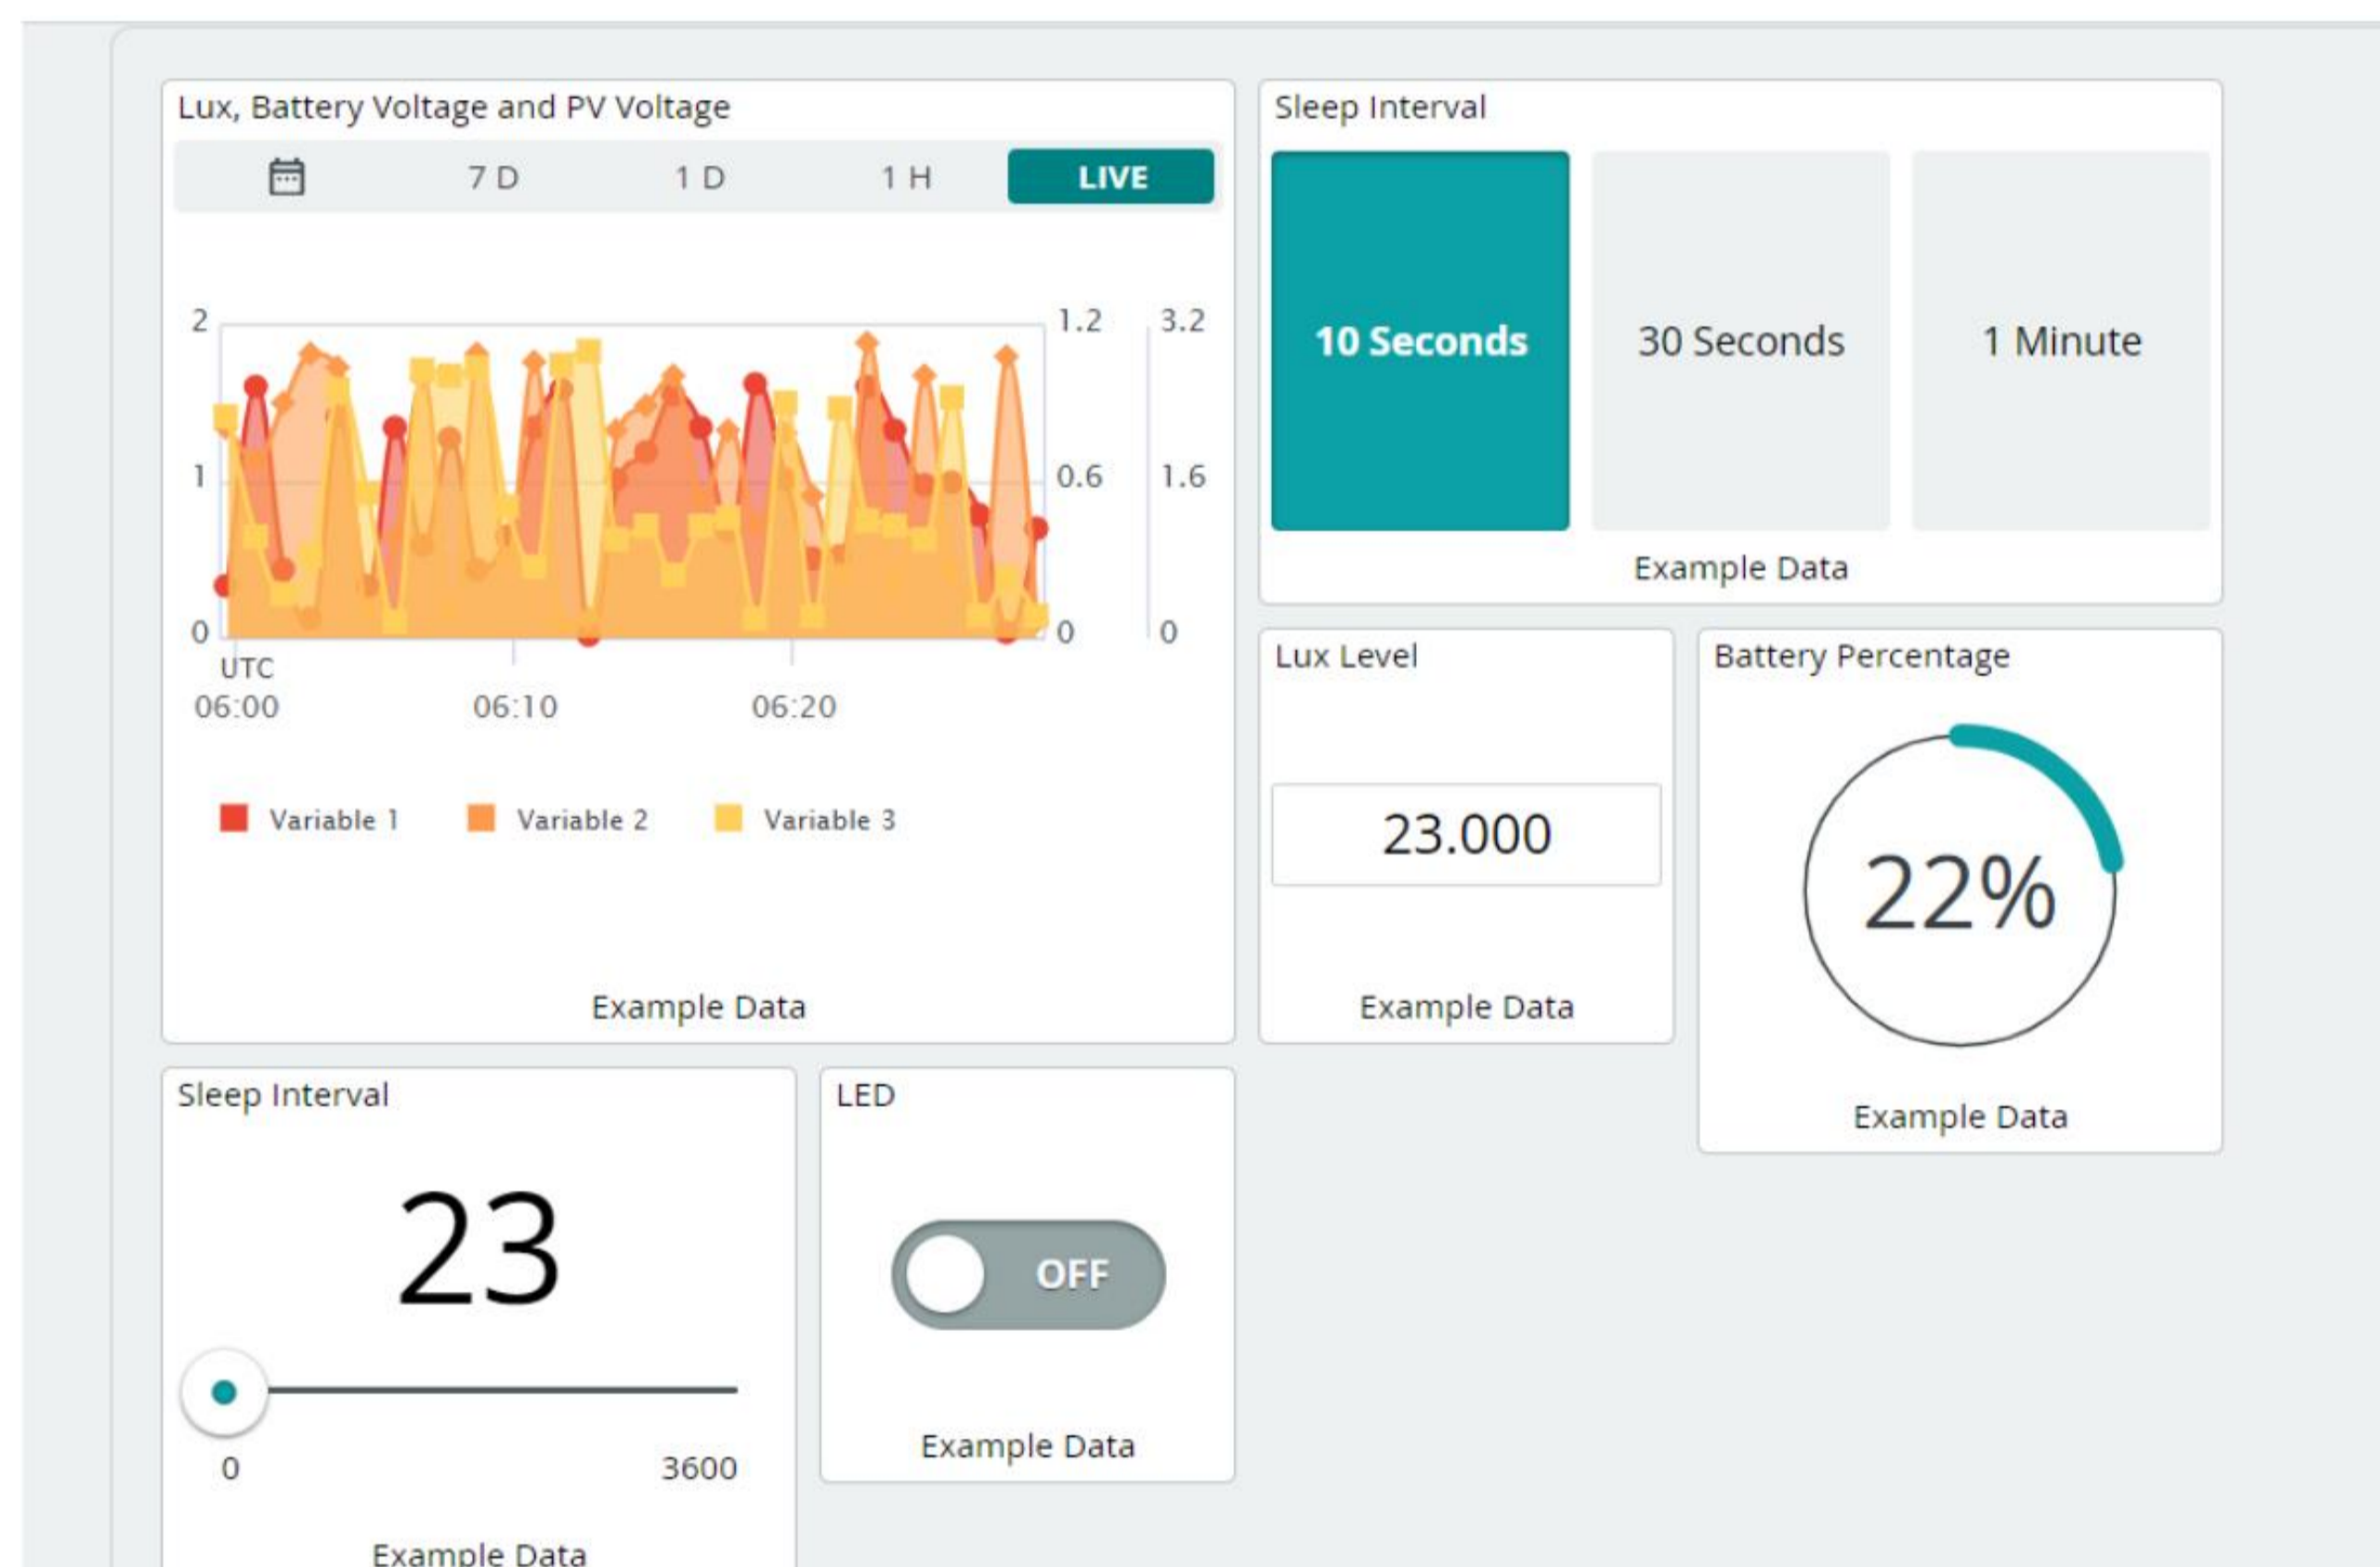 Lux, Battery Voltage and PV Voltage
7 D 1 D 1 H LIVE
2 1.2 3.2
1 0.6 1.6
0 0 0
UTC
06:00 06:10 06:20
Variable 1 Variable 2 Variable 3
Example Data
Sleep Interval
10 Seconds 30 Seconds 1 Minute
Example Data
Lux Level
23.000
Example Data
Battery Percentage
22%
Example Data
Sleep Interval
23
0 3600
Example Data
LED
OFF
Example Data